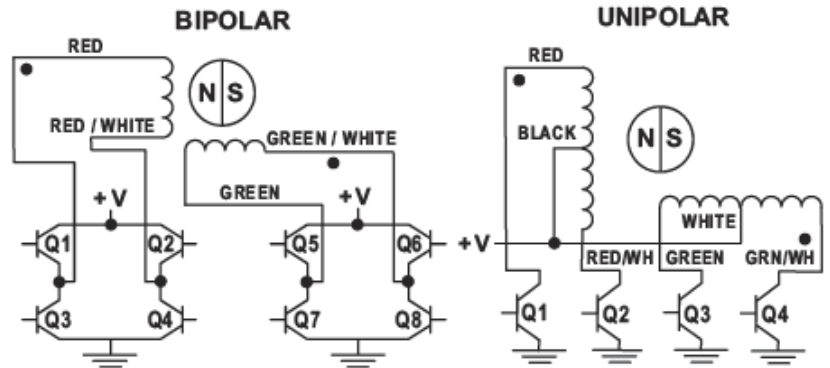 BIPOLAR
RED
N S
RED / WHITE
GREEN / WHITE
GREEN
+ V
+ V
Q1
Q2
Q5
Q6
Q3
Q4
Q7
Q8
UNIPOLAR
RED
BLACK
N S
WHITE
+V
RED/WH
GREEN
GRN/WH
Q1
Q2
Q3
Q4